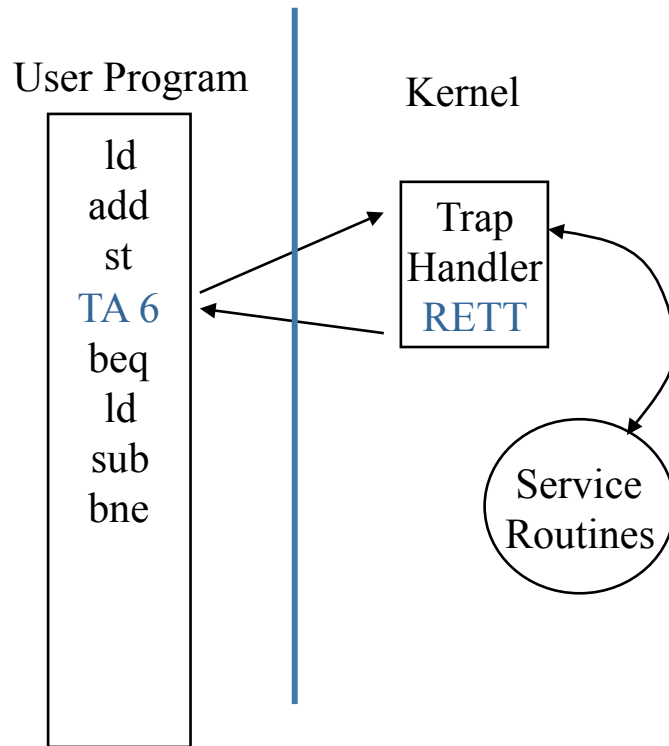 User Program
ld
add
st
TA 6
beq
ld
sub
bne
Kernel
Trap
Handler
RETT
Service
Routines